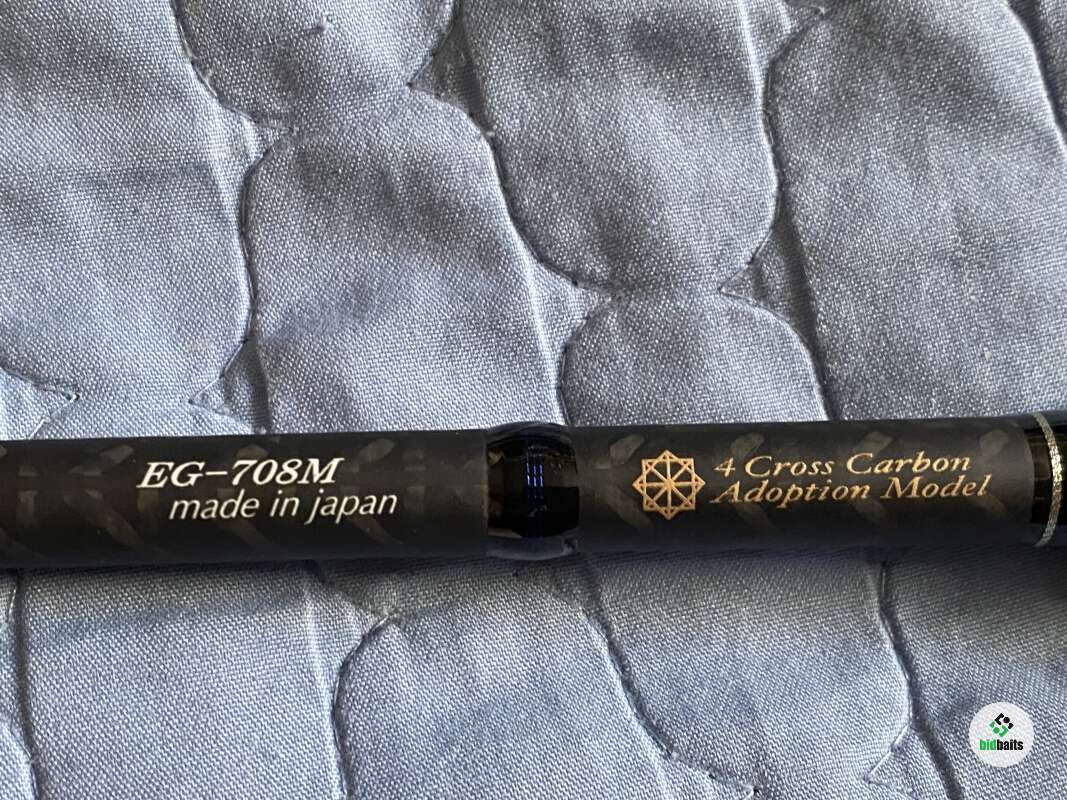 EG-708M
made in japan
4 Cross Carbon
Adoption Model
bidbaits